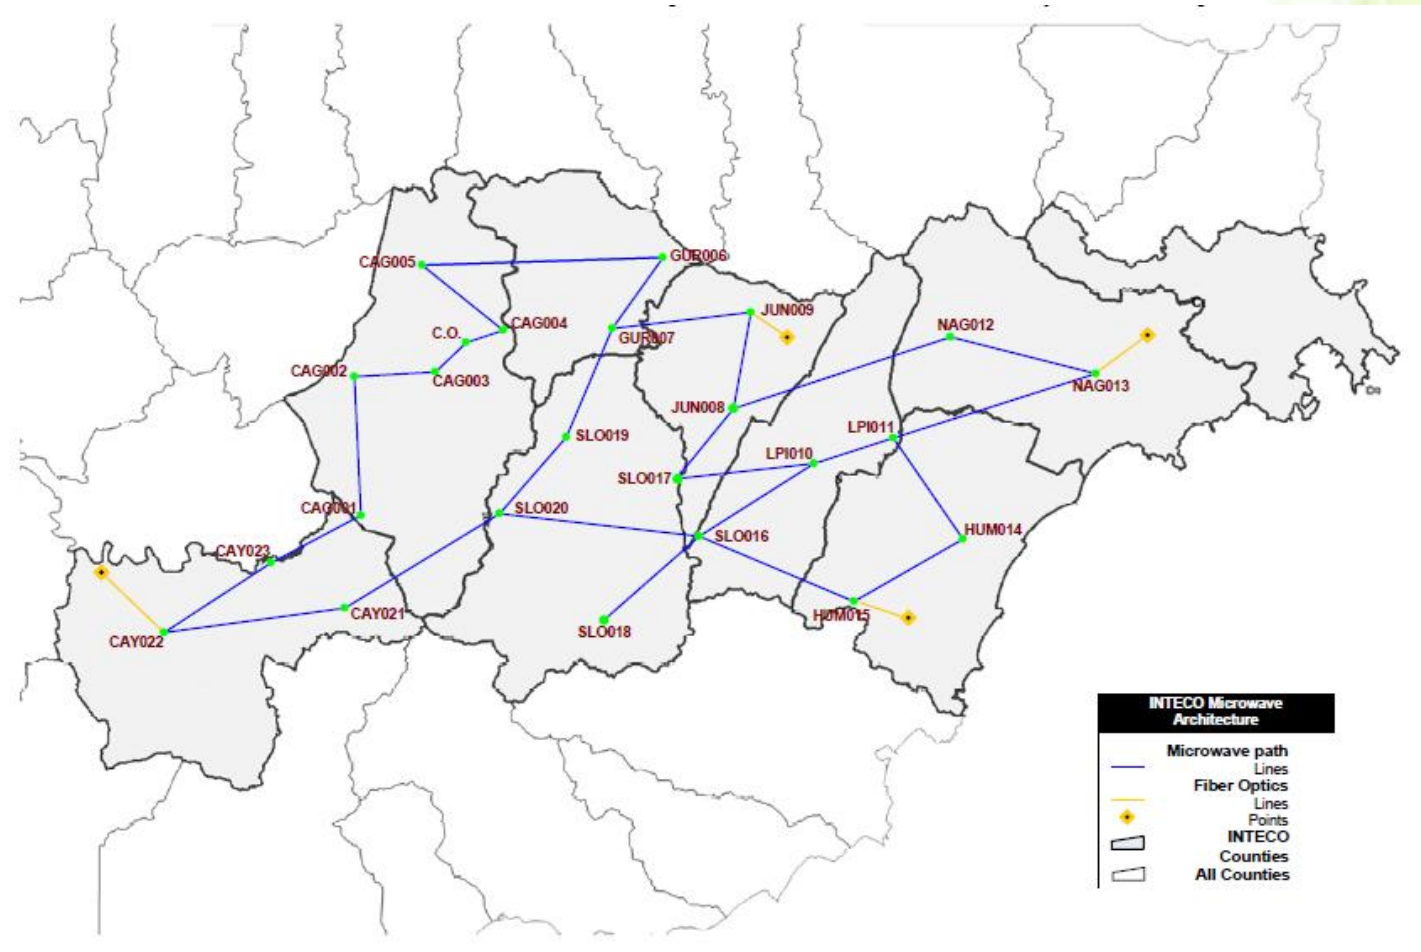 GUR006
CAG005
JUN009
CAG004
NAG012
C.O.
GUR007
CAG002
CAG003
NAG013
JUN008
LPI011
SLO019
LPI010
SLO017
CAG001
SLO020
HUM014
SLO016
CAY023
CAY021
HUM015
SLO018
CAY022
INTECO Microwave
Architecture
Microwave path
Lines
Fiber Optics
Lines
Points
INTECO
Counties
All Counties